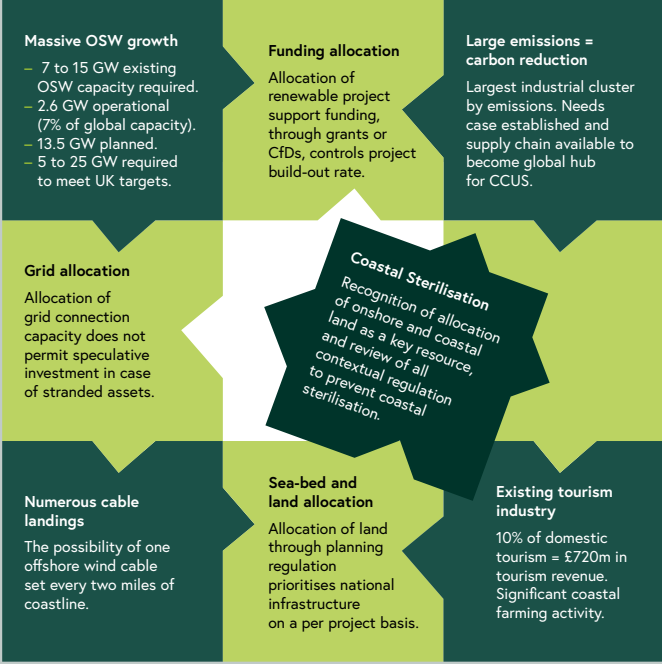 Massive OSW growth
– 7 to 15 GW existing
OSW capacity required.
– 2.6 GW operational
(7% of global capacity).
– 13.5 GW planned.
– 5 to 25 GW required
to meet UK targets.
Funding allocation
Allocation of
renewable project
support funding,
through grants or
CfDs, controls project
build-out rate.
Large emissions =
carbon reduction
Largest industrial cluster
by emissions. Needs
case established and
supply chain available to
become global hub
for CCUS.
Grid allocation
Allocation of
grid connection
capacity does not
permit speculative
investment in case
of stranded assets.
Coastal Sterilisation
Recognition of allocation
of onshore and coastal
land as a key resource,
and review of all
contextual regulation
to prevent coastal
sterilisation.
Numerous cable
landings
The possibility of one
offshore wind cable
set every two miles of
coastline.
Sea-bed and
land allocation
Allocation of land
through planning
regulation
prioritises national
infrastructure
on a per project basis.
Existing tourism
industry
10% of domestic
tourism = £720m in
tourism revenue.
Significant coastal
farming activity.